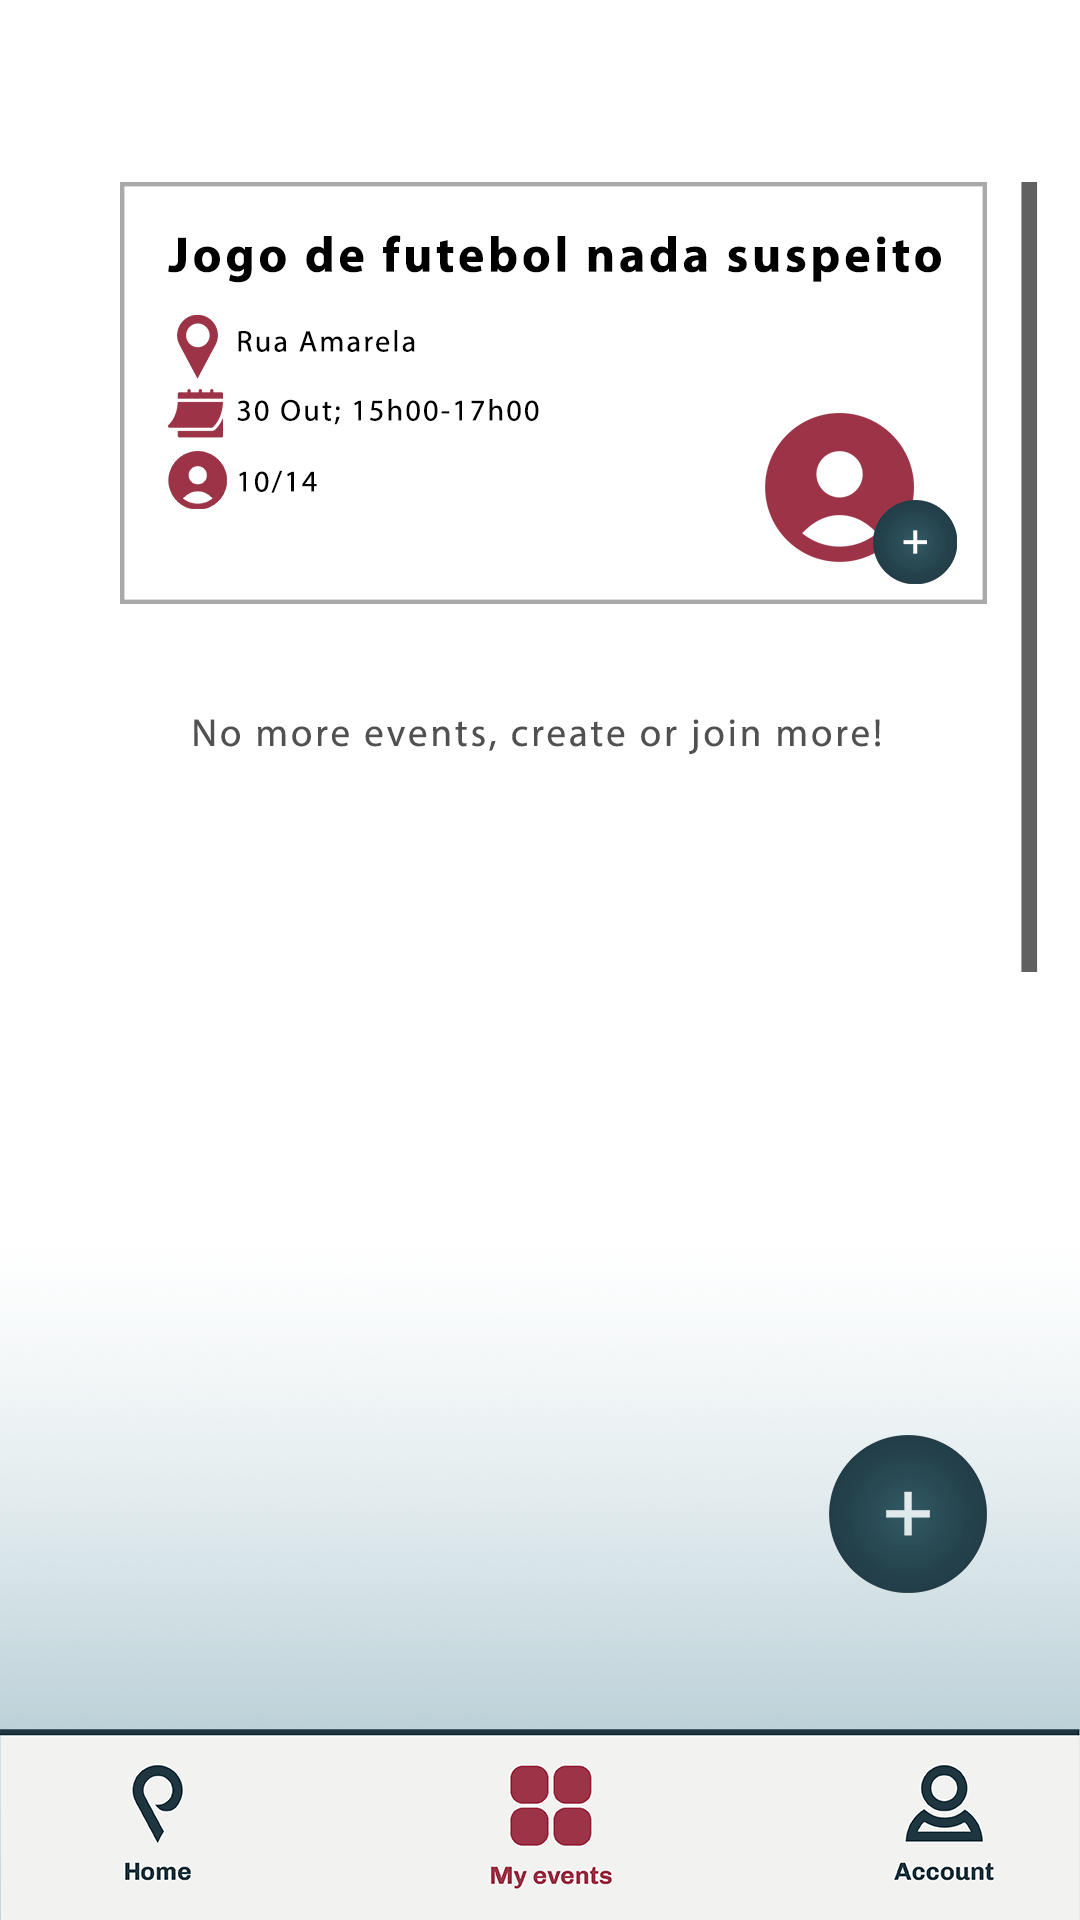 Jogo de futebol nada suspeito
Rua Amarela
30 Out; 15h00-17h00
10/14
No more events, create or join more!
Home
My events
Account